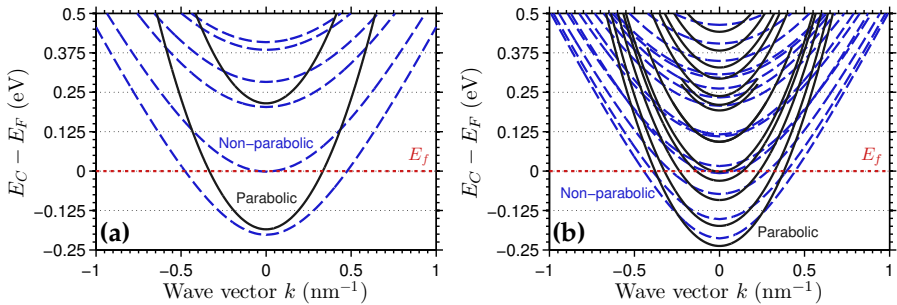 0.5
0.375
0.25
0.125
0
−0.125
−0.25
E_C − E_F (eV)
Non−parabolic
E_f
Parabolic
(a)
−1
−0.5
0
0.5
1
Wave vector k (nm⁻¹)
0.5
0.375
0.25
0.125
0
−0.125
−0.25
E_C − E_F (eV)
E_f
Non−parabolic
Parabolic
(b)
−1
−0.5
0
0.5
1
Wave vector k (nm⁻¹)